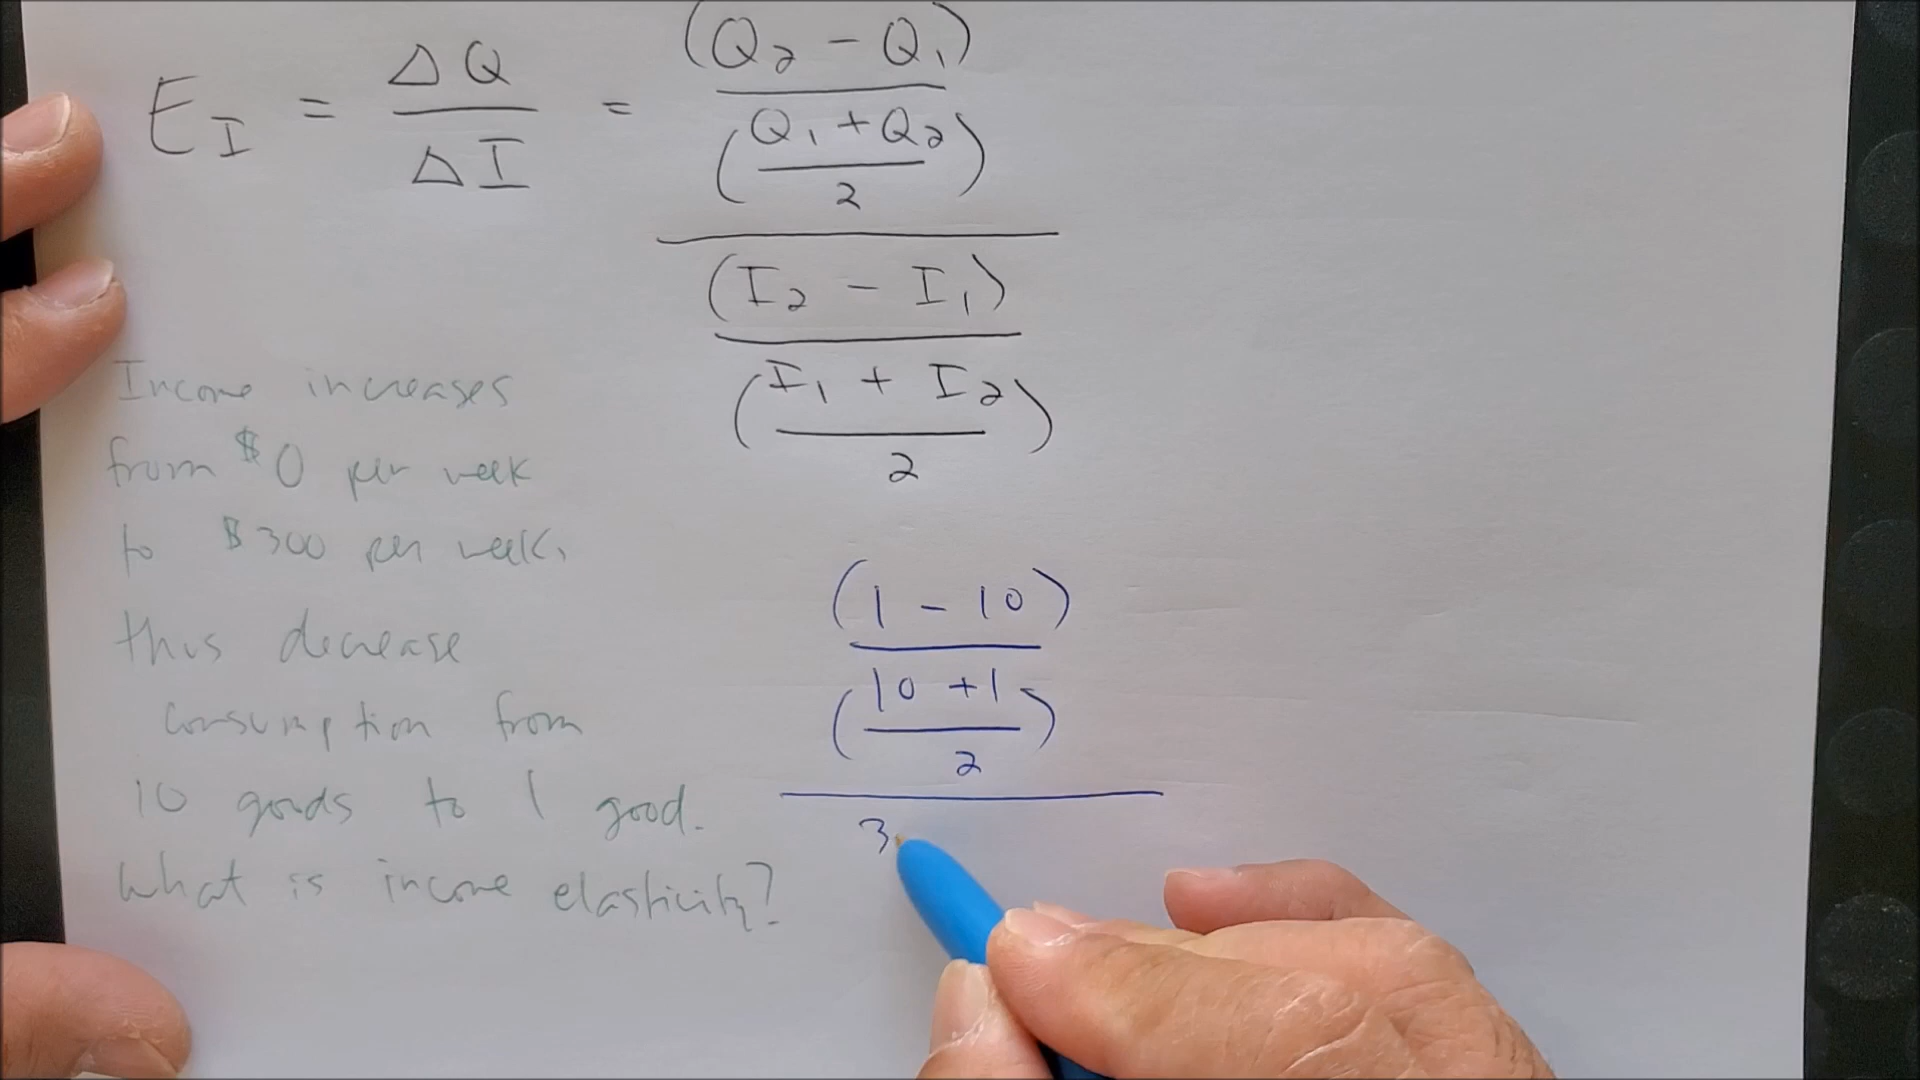 E_I = ΔQ / ΔI = (Q₂ - Q₁) / ((Q₁ + Q₂) / 2) / (I₂ - I₁) / ((I₁ + I₂) / 2)
Income increases
from $0 per week
to $300 per week,
thus decrease
consumption from
10 goods to 1 good.
What is income elasticity?
(1 - 10)
(10 + 1
2)
3